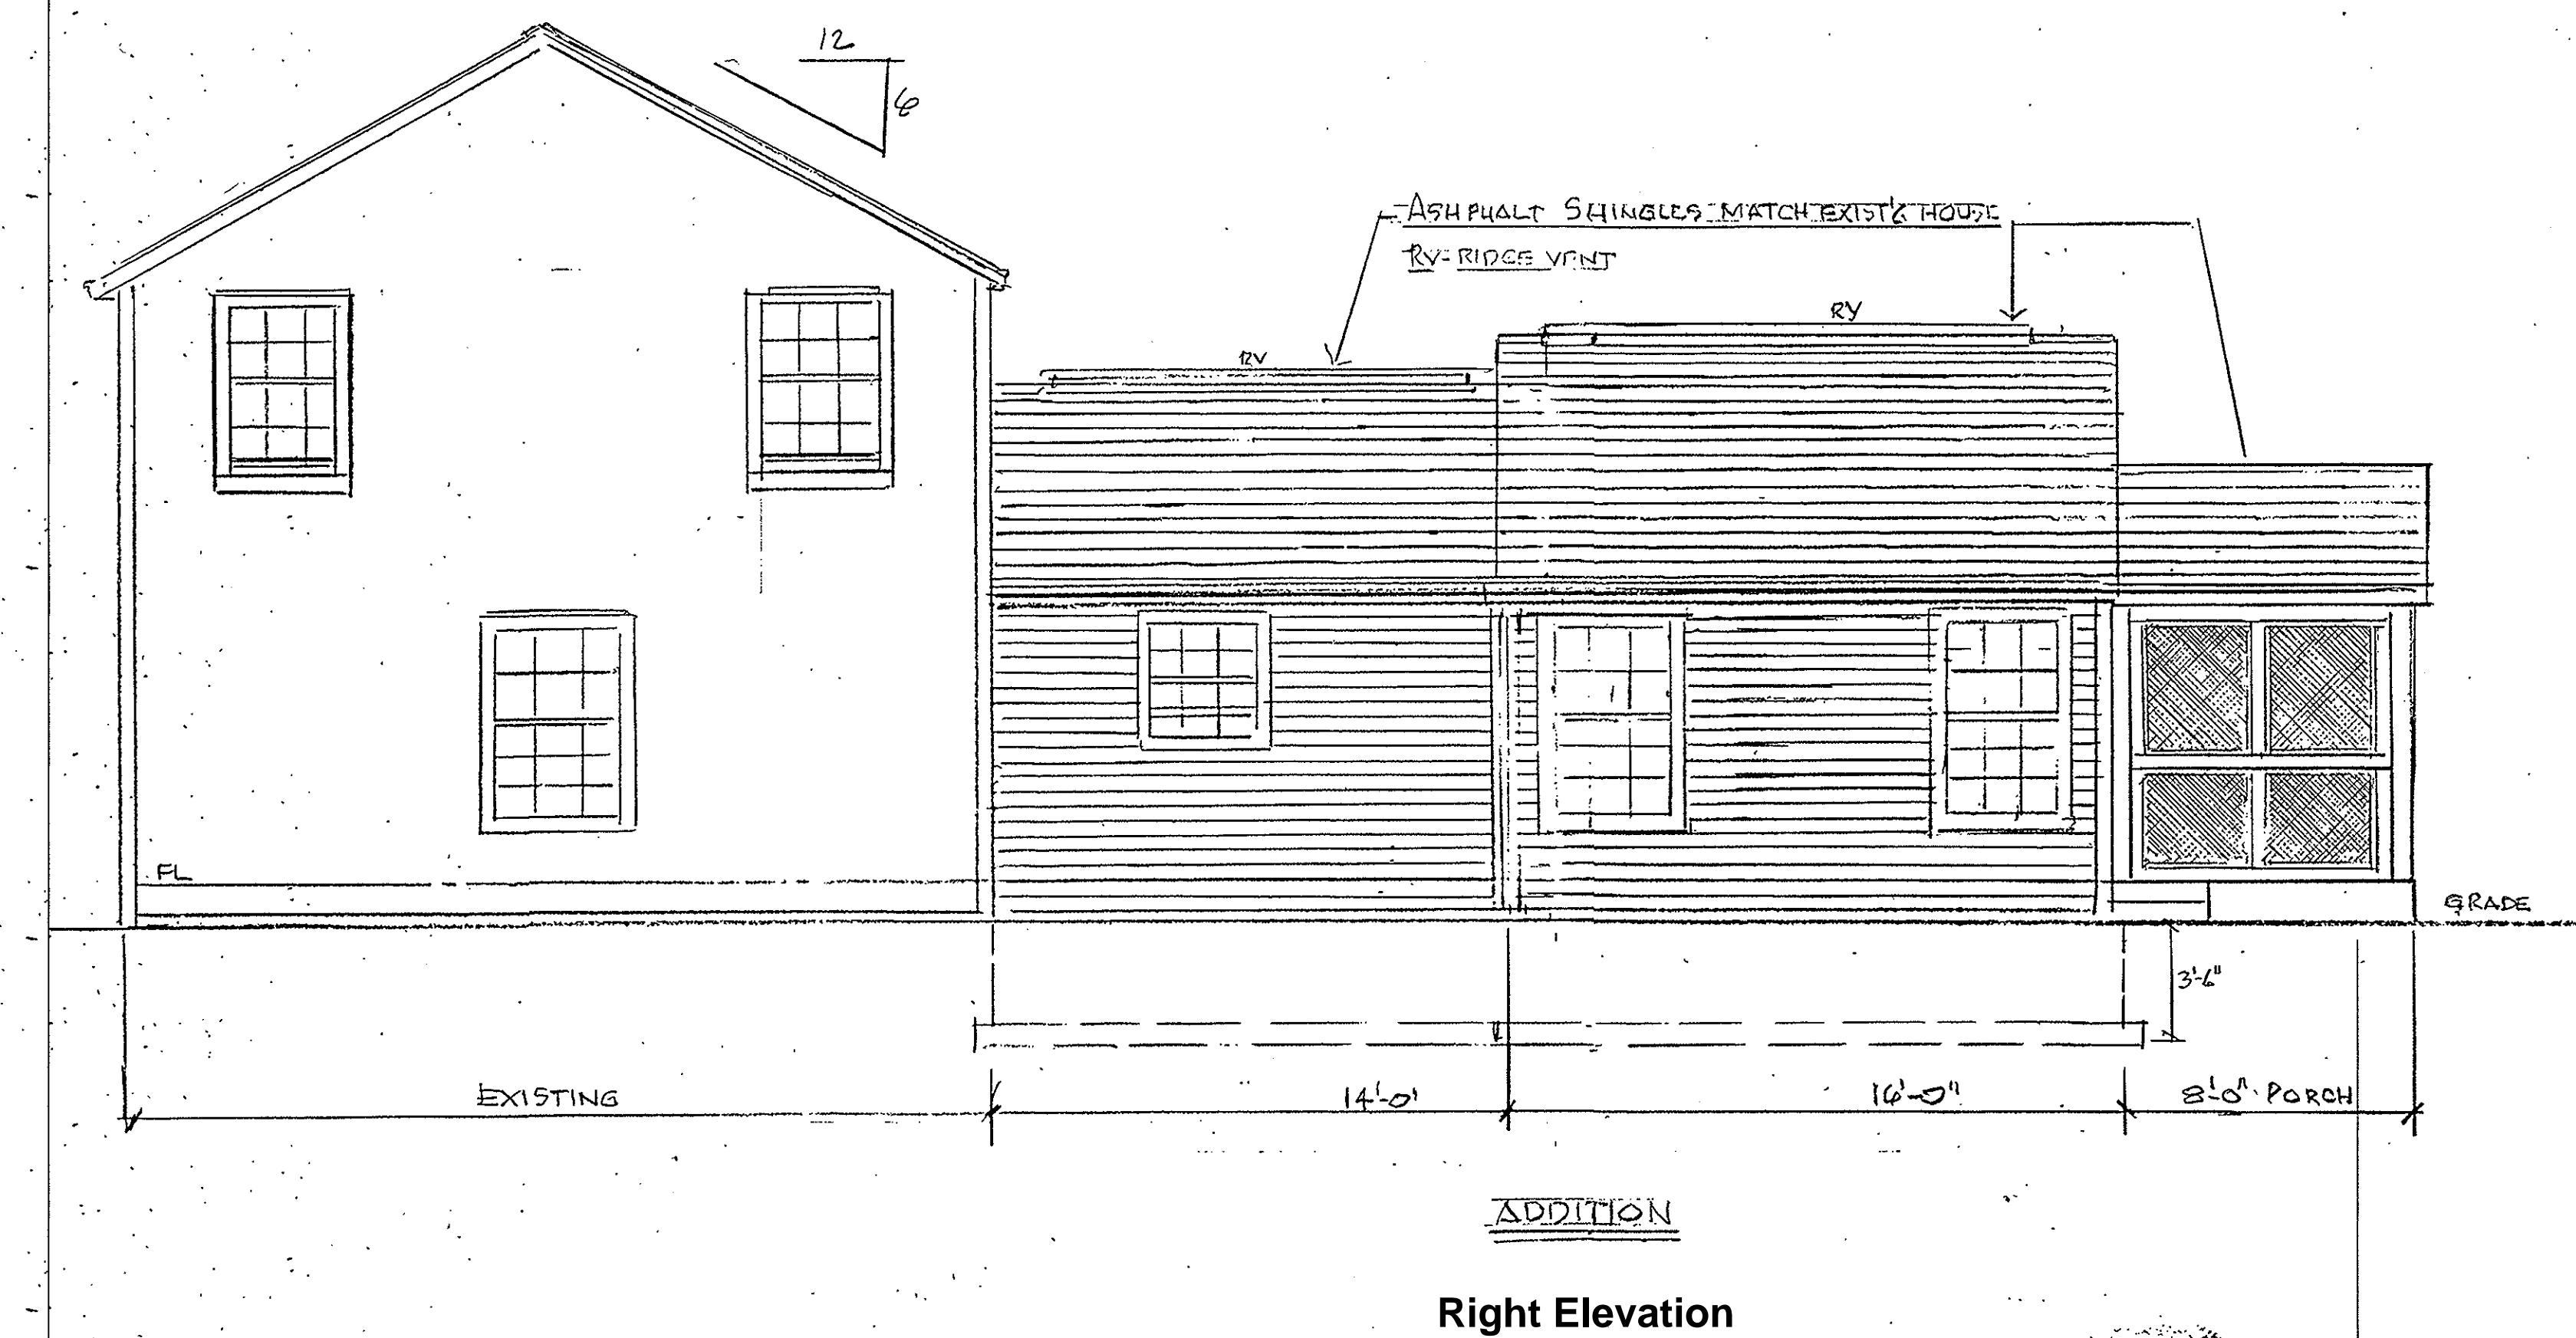 12
6
ASHPHALT SHINGLES MATCH EXIST'G HOUSE
RV= RIDGE VENT
RV
RV
FL
GRADE
3'-6"
EXISTING
14'-0'
16'-0"
8'-0" PORCH
ADDITION
Right Elevation